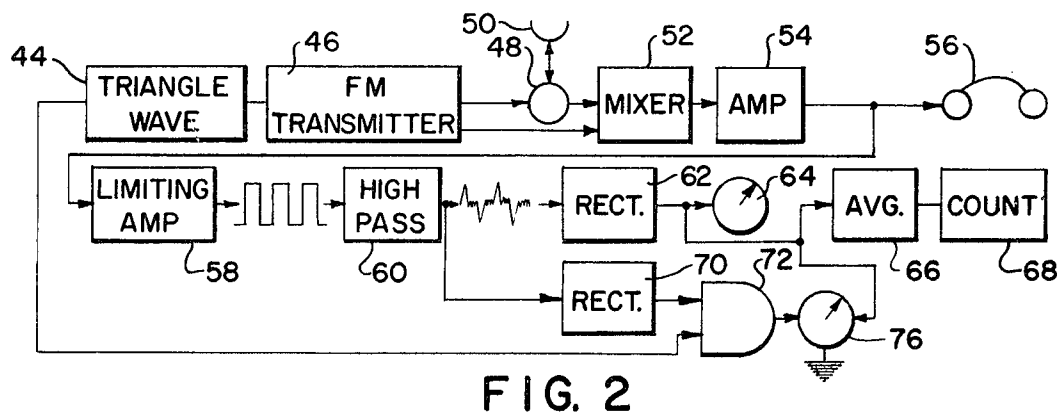 50
44
46
48
52
54
56
TRIANGLE
WAVE
FM
TRANSMITTER
MIXER
AMP
LIMITING
AMP
HIGH
PASS
RECT.
62
64
AVG.
COUNT
58
60
66
68
70
72
RECT.
76
FIG. 2